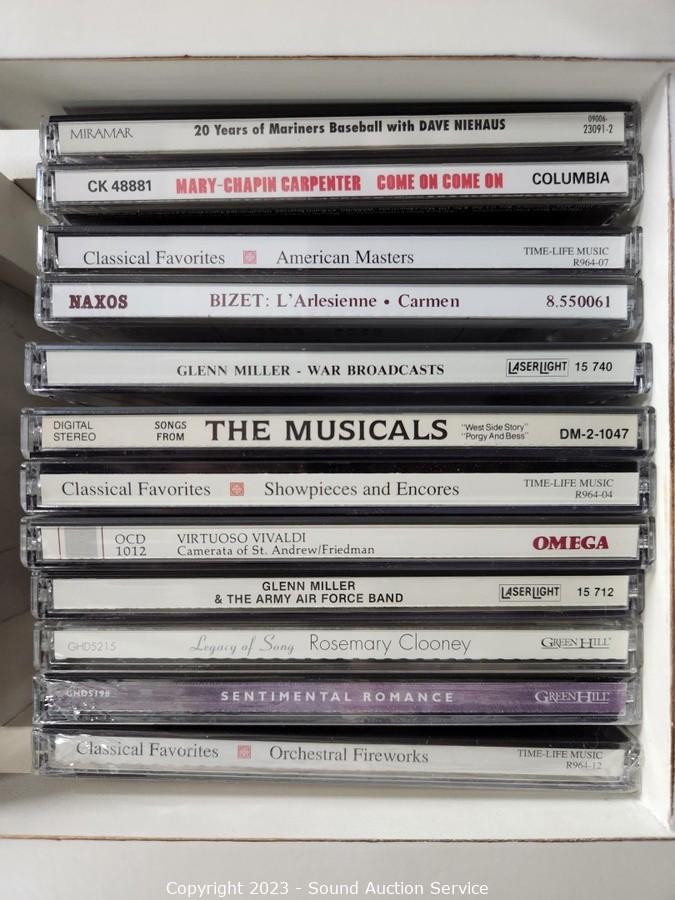 MIRAMAR 20 Years of Mariners Baseball with DAVE NIEHAUS 09006-
23091-2
CK 48881 MARY-CHAPIN CARPENTER COME ON COME ON COLUMBIA
Classical Favorites American Masters TIME-LIFE MUSIC
R964-07
NAXOS BIZET: L'Arlesienne • Carmen 8.550061
GLENN MILLER - WAR BROADCASTS LASERLIGHT 15 740
DIGITAL STEREO SONGS FROM THE MUSICALS "West Side Story" "Porgy And Bess" DM-2-1047
Classical Favorites Showpieces and Encores TIME-LIFE MUSIC
R964-04
OCD 1012 VIRTUOSO VIVALDI
Camerata of St. Andrew/Friedman OMEGA
GLENN MILLER
& THE ARMY AIR FORCE BAND LASERLIGHT 15 712
GHD5215 Legacy of Song Rosemary Clooney GREEN HILL
GHD5198 SENTIMENTAL ROMANCE GREEN HILL
Classical Favorites Orchestral Fireworks TIME-LIFE MUSIC
R964-12
Copyright 2023 - Sound Auction Service